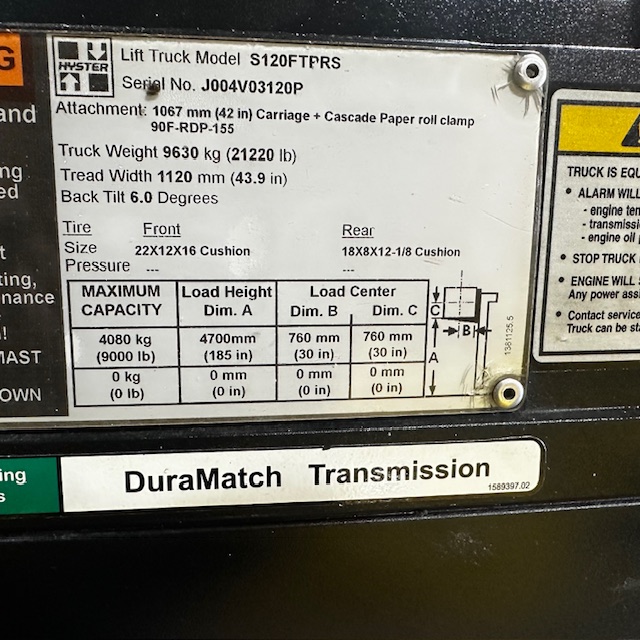 G
and
ng
ed
t
ting,
enance
!
MAST
OWN
HYSTER
Lift Truck Model S120FTPRS
Serial No. J004V03120P
Attachment: 1067 mm (42 in) Carriage + Cascade Paper roll clamp
90F-RDP-155
Truck Weight 9630 kg (21220 lb)
Tread Width 1120 mm (43.9 in)
Back Tilt 6.0 Degrees
Tire Front Rear
Size 22X12X16 Cushion 18X8X12-1/8 Cushion
Pressure --- ---
MAXIMUM CAPACITY Load Height Dim. A Load Center Dim. B Dim. C
4080 kg 4700mm 760 mm 760 mm
(9000 lb) (185 in) (30 in) (30 in)
0 kg 0 mm 0 mm 0 mm
(0 lb) (0 in) (0 in) (0 in)
C
B
A
1381125.5
TRUCK IS EQU
• ALARM WILL
- engine tem
- transmissio
- engine oil p
• STOP TRUCK
• ENGINE WILL S
Any power assi
• Contact service
Truck can be sta
ing
s
DuraMatch Transmission
1589397.02